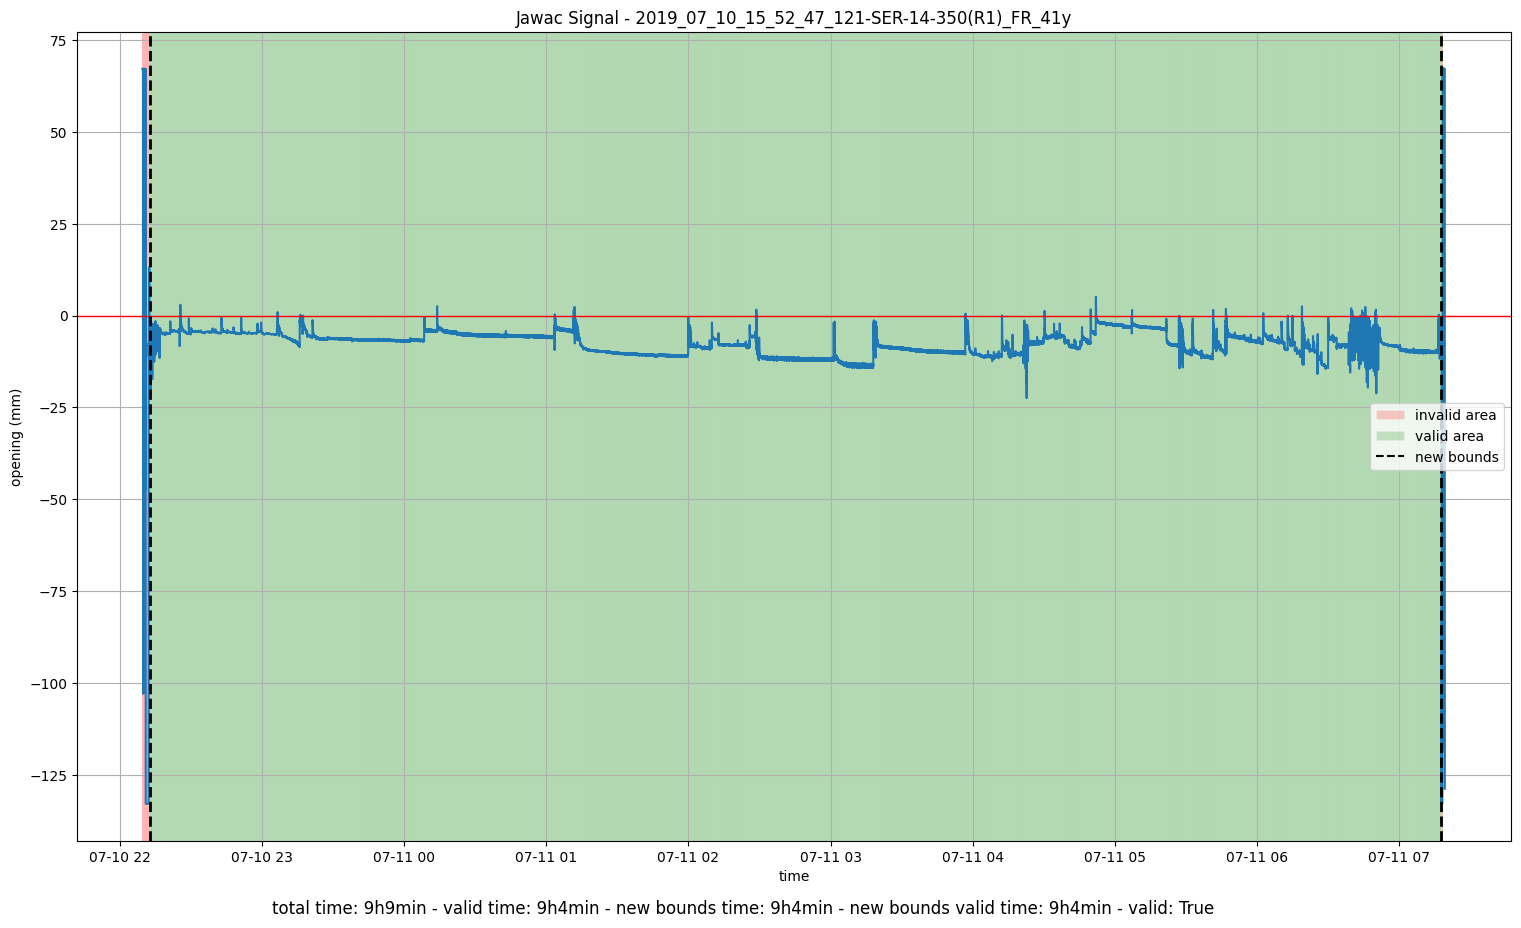 Jawac Signal - 2019_07_10_15_52_47_121-SER-14-350(R1)_FR_41y
opening (mm)
75
50
25
0
−25
−50
−75
−100
−125
invalid area
valid area
new bounds
07-10 22
07-10 23
07-11 00
07-11 01
07-11 02
07-11 03
07-11 04
07-11 05
07-11 06
07-11 07
time
total time: 9h9min - valid time: 9h4min - new bounds time: 9h4min - new bounds valid time: 9h4min - valid: True